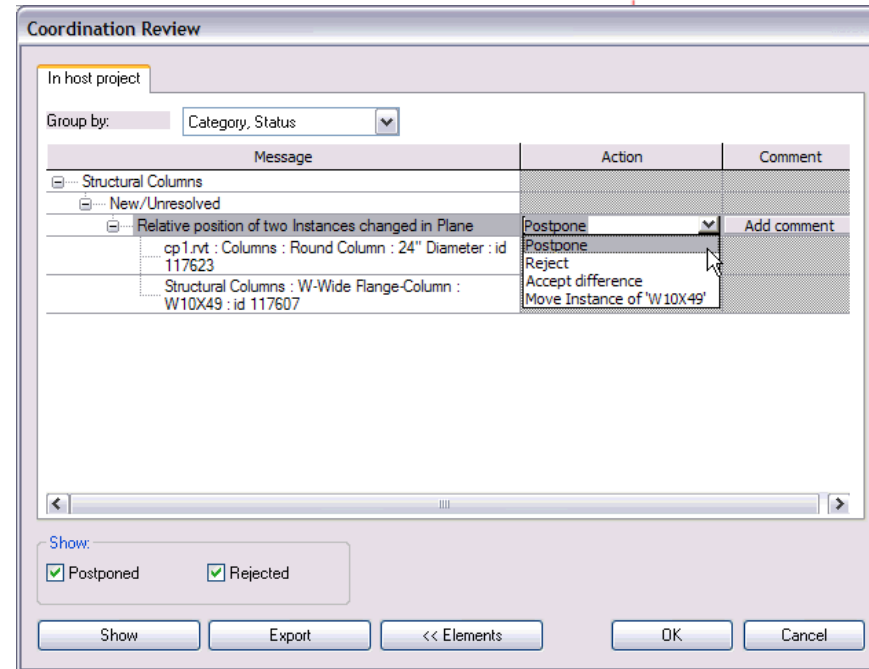 Coordination Review
In host project
Group by: Category, Status
Message Action Comment
Structural Columns
New/Unresolved
Relative position of two Instances changed in Plane Postpone Add comment
cp1.rvt : Columns : Round Column : 24" Diameter : id
117623
Structural Columns : W-Wide Flange-Column :
W10X49 : id 117607
Postpone
Reject
Accept difference
Move Instance of 'W10X49'
Show:
Postponed Rejected
Show Export << Elements OK Cancel